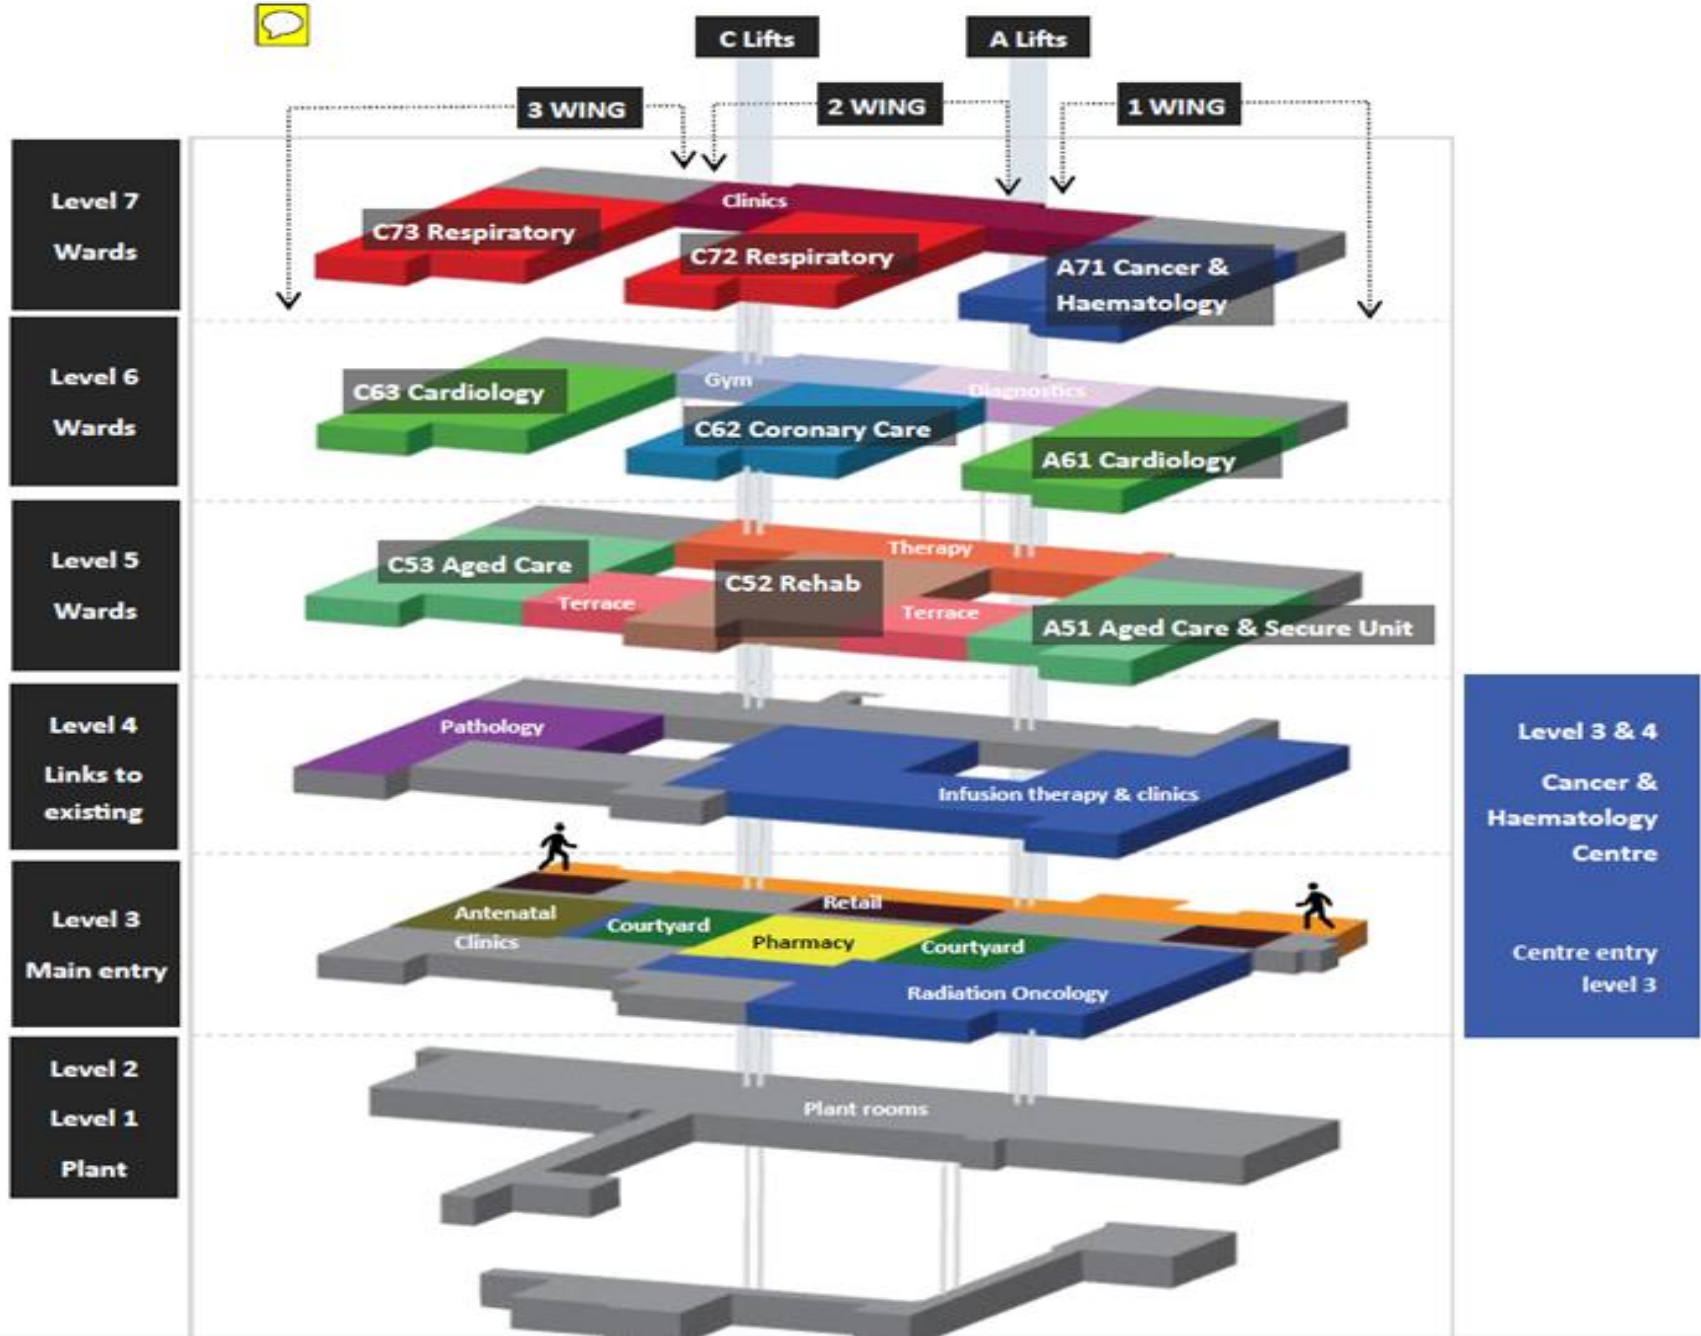 C Lifts
A Lifts
3 WING
2 WING
1 WING
Level 7
Wards
Clinics
C73 Respiratory
C72 Respiratory
A71 Cancer &
Haematology
Level 6
Wards
Gym
Diagnostics
C63 Cardiology
C62 Coronary Care
A61 Cardiology
Level 5
Wards
Therapy
C53 Aged Care
C52 Rehab
Terrace
Terrace
A51 Aged Care & Secure Unit
Level 4
Links to
existing
Pathology
Infusion therapy & clinics
Level 3 & 4
Cancer &
Haematology
Centre
Centre entry
level 3
Level 3
Main entry
Retail
Antenatal
Clinics
Courtyard
Pharmacy
Courtyard
Radiation Oncology
Level 2
Level 1
Plant
Plant rooms